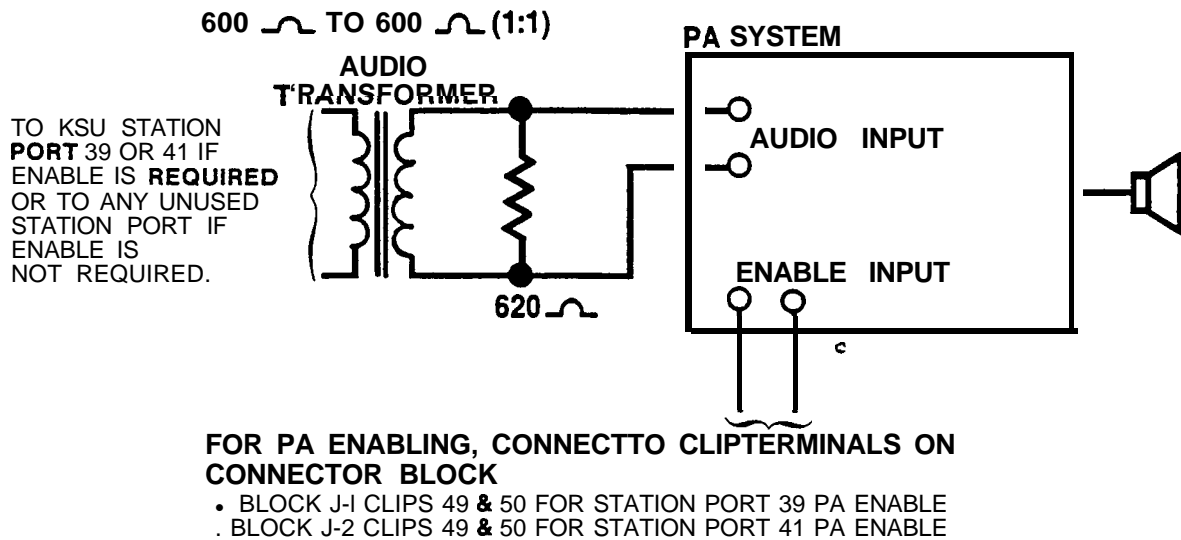 600 Ω TO 600 Ω (1:1)
PA SYSTEM
AUDIO
TRANSFORMER
TO KSU STATION
PORT 39 OR 41 IF
ENABLE IS REQUIRED
OR TO ANY UNUSED
STATION PORT IF
ENABLE IS
NOT REQUIRED.
AUDIO INPUT
ENABLE INPUT
620 Ω
c
FOR PA ENABLING, CONNECTTO CLIPTERMINALS ON
CONNECTOR BLOCK
• BLOCK J-I CLIPS 49 & 50 FOR STATION PORT 39 PA ENABLE
. BLOCK J-2 CLIPS 49 & 50 FOR STATION PORT 41 PA ENABLE